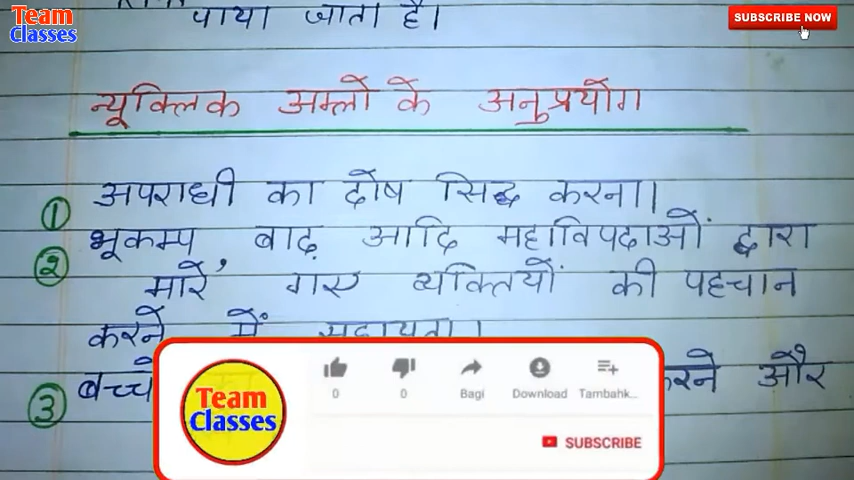 Team
Classes
SUBSCRIBE NOW
पाया जाता है।
न्यूक्लिक अम्लो के अनुप्रयोग
① अपराधी का दोष सिद्ध करना।
② भूकम्प बाढ़ आदि महाविपदाओं द्वारा
मारे गए व्यक्तियों की पहचान
करने में सहायता।
③ बच्चे करने और
Team
Classes
0 0 Bagi Download Tambahk...
SUBSCRIBE